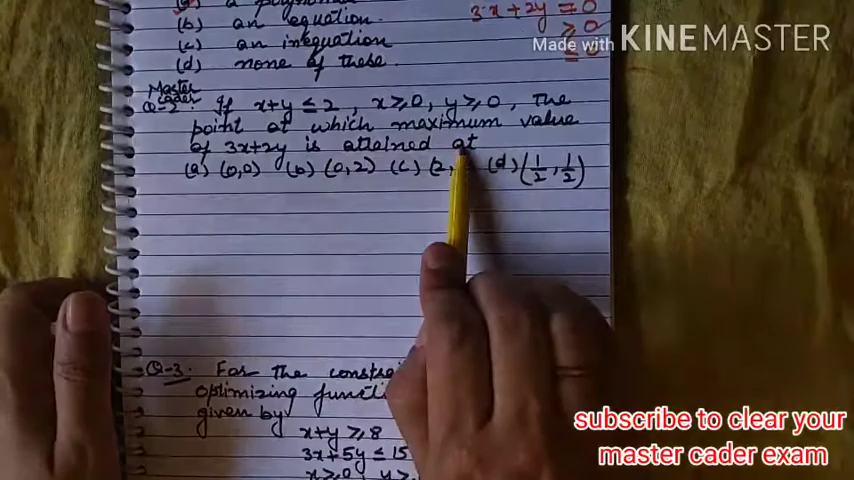 (b) an equation.
3x+2y = 0
(c) an inequation.
≥ 0
(d) none of these.
Made with KINEMASTER
Master Cader
Q-2 If x+y ≤ 2, x ≥ 0, y ≥ 0, The
point at which maximum value
of 3x+2y is attained at
(a) (0,0) (b) (0,2) (c) (2, (d) (1/2, 1/2)
Q-3 For the
optimizing
given by
x+y ≥ 8
3x+5y ≤ 15
x ≥ 0
subscribe to clear your
master cader exam